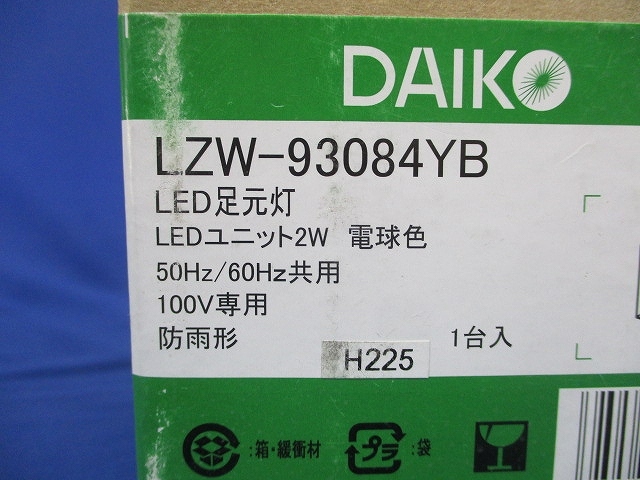 DAIKO
LZW-93084YB
LED足元灯
LEDユニット2W 電球色
50Hz/60Hz共用
100V専用
防雨形 1台入
H225
:箱・緩衝材 プラ :袋